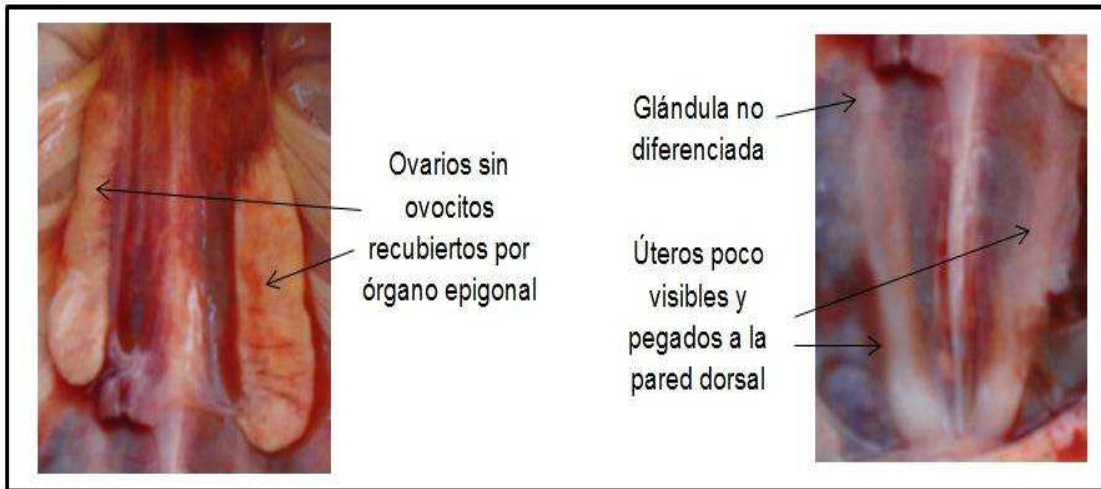 Ovarios sin
ovocitos
recubiertos por
órgano epigonal
Glándula no
diferenciada
Úteros poco
visibles y
pegados a la
pared dorsal